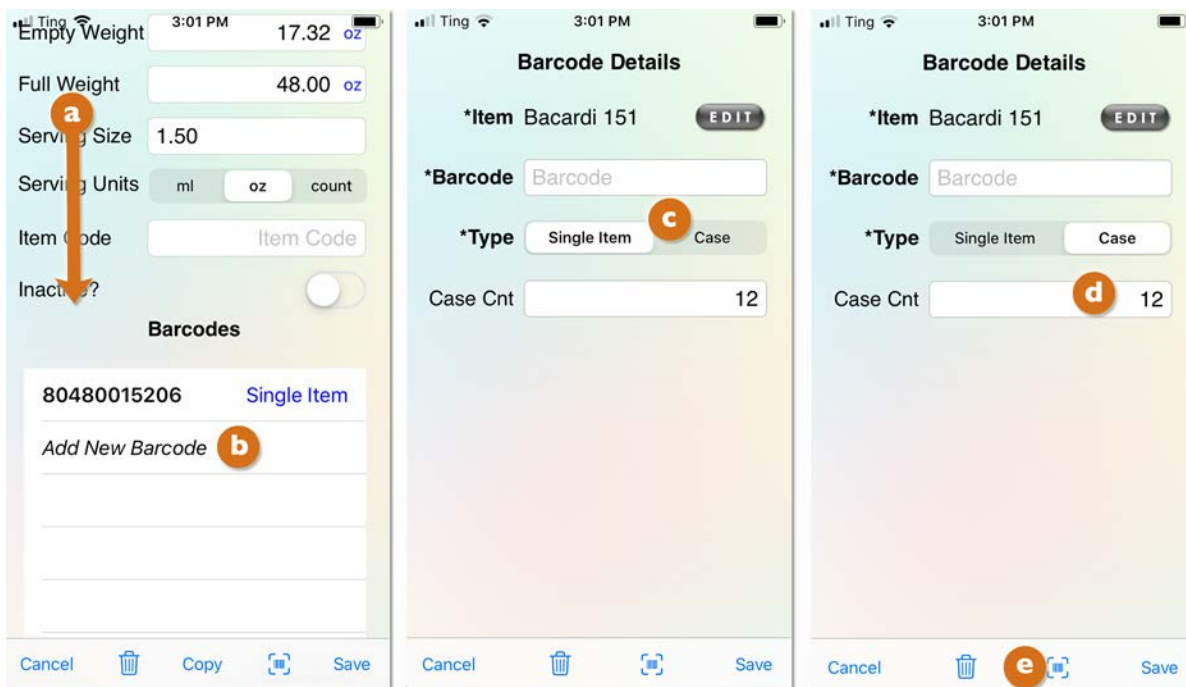 Ting 3:01 PM
Empty Weight 17.32 oz
Full Weight 48.00 oz
a
Serving Size 1.50
Serving Units ml oz count
Item Code Item Code
Inactive?
Barcodes
80480015206 Single Item
Add New Barcode b
Cancel Copy Save
Ting 3:01 PM
Barcode Details
*Item Bacardi 151 EDIT
*Barcode Barcode
c
*Type Single Item Case
Case Cnt 12
Cancel Save
Ting 3:01 PM
Barcode Details
*Item Bacardi 151 EDIT
*Barcode Barcode
*Type Single Item Case
Case Cnt d 12
Cancel e Save